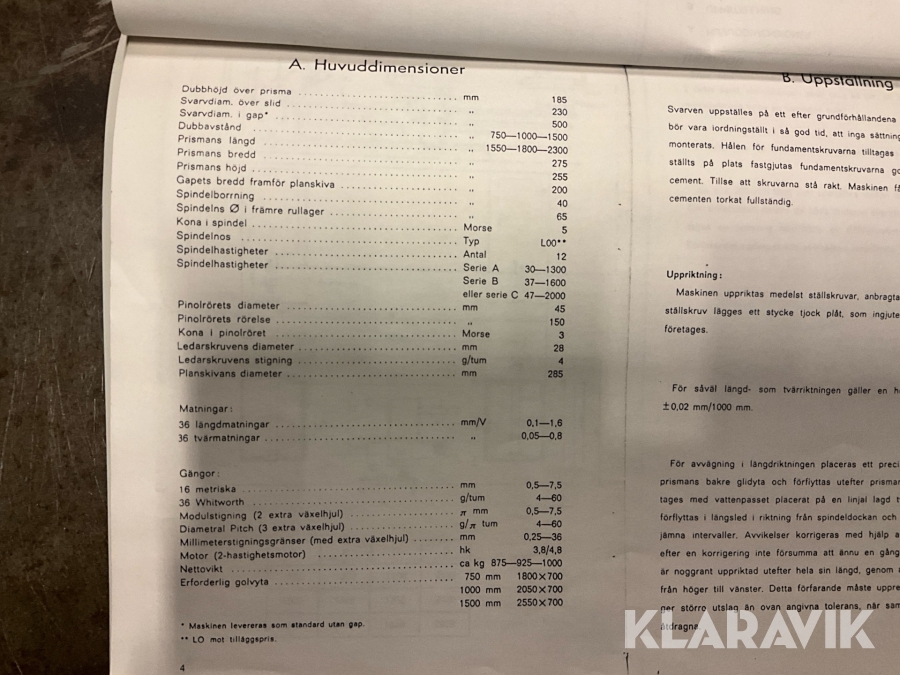 A. Huvuddimensioner
Dubbhöjd över prisma mm 185
Svarvdiam. över slid „ 230
Svarvdiam. i gap* „ 500
Dubbavstånd „ 750—1000—1500
Prismans längd „ 1550—1800—2300
Prismans bredd „ 275
Prismans höjd „ 255
Gapets bredd framför planskiva „ 200
Spindelborrning „ 40
Spindelns Ø i främre rullager „ 65
Kona i spindel Morse 5
Spindelnos Typ L00**
Spindelhastigheter Antal 12
Spindelhastigheter Serie A 30—1300
Serie B 37—1600
eller serie C 47—2000
Pinolrörets diameter mm 45
Pinolrörets rörelse „ 150
Kona i pinolröret Morse 3
Ledarskruvens diameter mm 28
Ledarskruvens stigning g/tum 4
Planskivans diameter mm 285
Matningar:
36 längdmatningar mm/V 0,1—1,6
36 tvärmatningar „ 0,05—0,8
Gängor:
16 metriska mm 0,5—7,5
36 Whitworth g/tum 4—60
Modulstigning (2 extra växelhjul) π mm 0,5—7,5
Diametral Pitch (3 extra växelhjul) g/π tum 4—60
Millimeterstigningsgränser (med extra växelhjul) mm 0,25—36
Motor (2-hastighetsmotor) hk 3,8/4,8
Nettovikt ca kg 875—925—1000
Erforderlig golvyta 750 mm 1800×700
1000 mm 2050×700
1500 mm 2550×700
* Maskinen levereras som standard utan gap.
** LO mot tilläggspris.
4
B. Uppställning
Svarven uppställes på ett efter grundförhållandena
bör vara iordningställt i så god tid, att inga sättning
monterats. Hålen för fundamentskruvarna tilltages
ställts på plats fastgjutas fundamentskruvarna go
cement. Tillse att skruvarna stå rakt. Maskinen få
cementen torkat fullständig.
Uppriktning:
Maskinen uppriktas medelst ställskruvar, anbragta
ställskruv lägges ett stycke tjock plåt, som ingjute
företages.
För såväl längd- som tvärriktningen gäller en h
±0,02 mm/1000 mm.
För avvägning i längdriktningen placeras ett preci
prismans bakre glidyta och förflyttas utefter prisman
tages med vattenpasset placerat på en linjal lagd t
förflyttas i längsled i riktning från spindeldockan och
jämna intervaller. Avvikelser korrigeras med hjälp a
efter en korrigering inte försumma att ännu en gång
är noggrant uppriktad utefter hela sin längd, genom a
från höger till vänster. Detta förfarande måste uppre
ger större utslag än ovan angivna tolerans, när sam
åtdragna
KLARAVIK